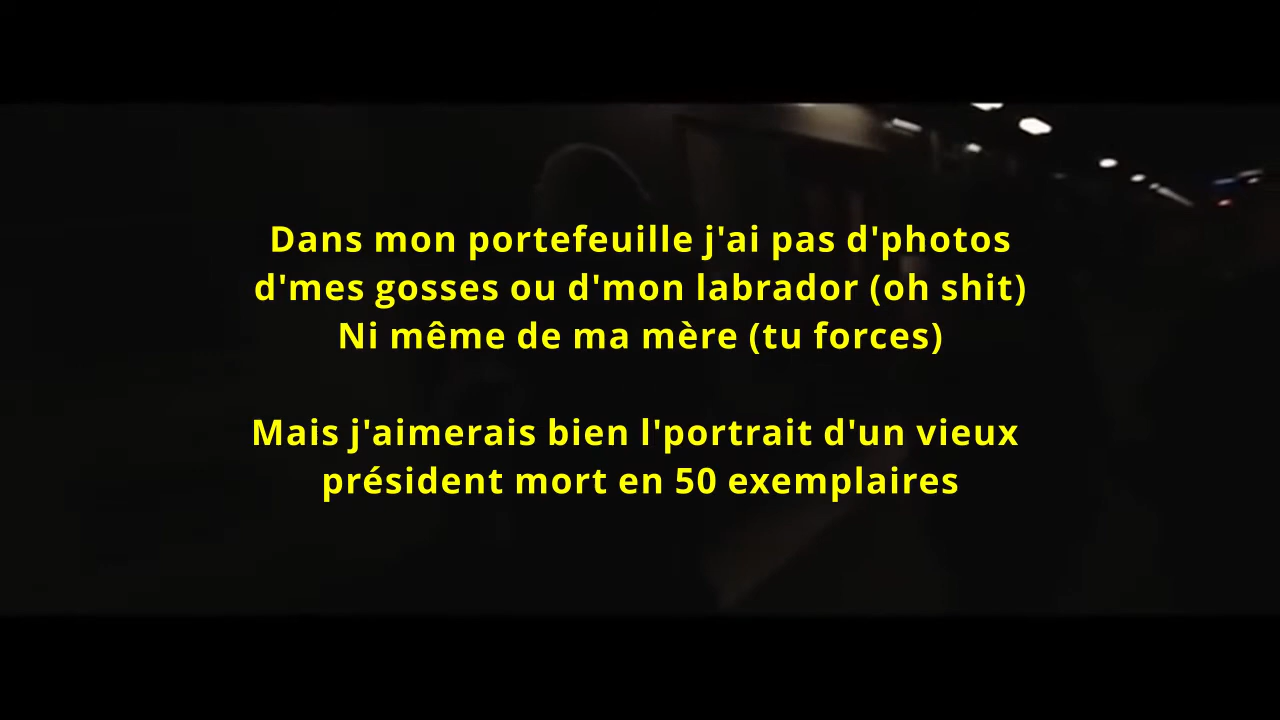 Dans mon portefeuille j'ai pas d'photos
d'mes gosses ou d'mon labrador (oh shit)
Ni même de ma mère (tu forces)
Mais j'aimerais bien l'portrait d'un vieux
président mort en 50 exemplaires